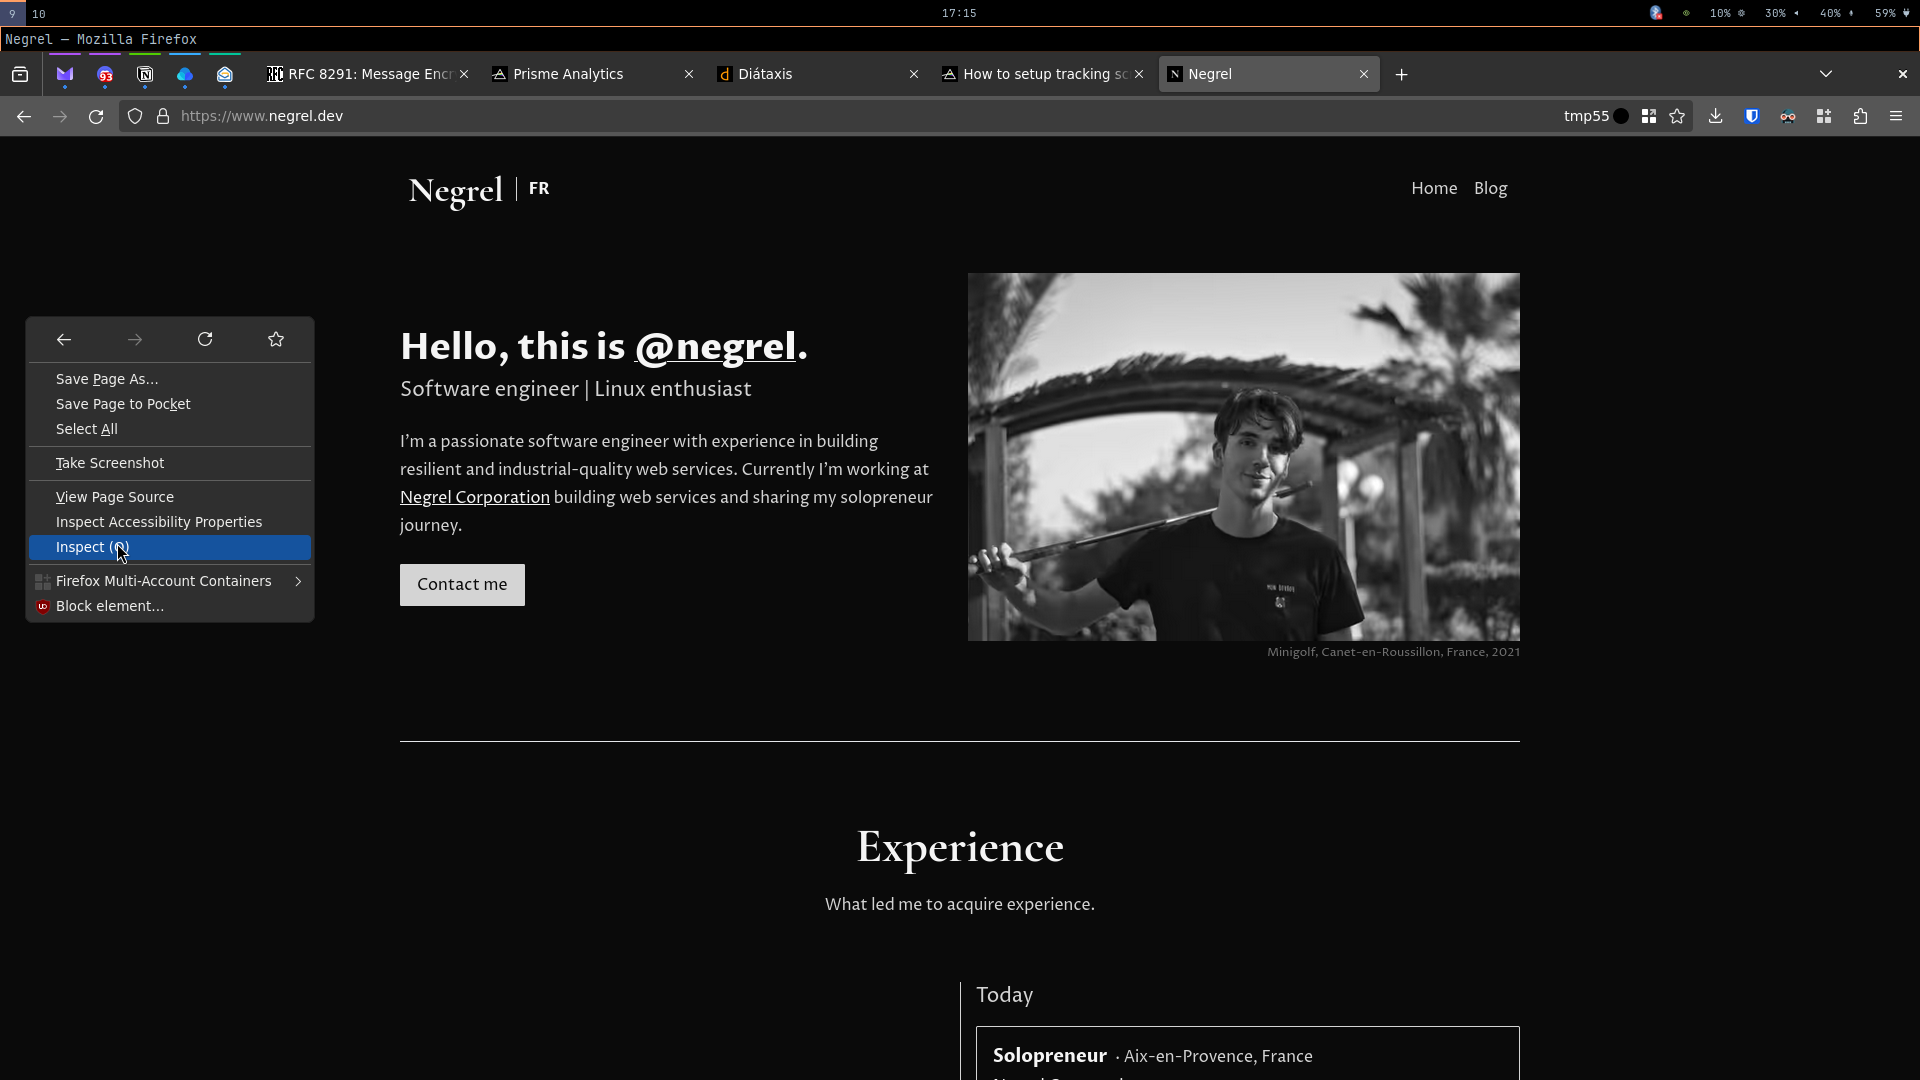 9 10 17:15 10% 30% 40% 59%
Negrel — Mozilla Firefox
93 RFC 8291: Message Encr Prisme Analytics Diátaxis How to setup tracking sc Negrel
https://www.negrel.dev tmp55
Negrel | FR Home Blog
Save Page As…
Save Page to Pocket
Select All
Take Screenshot
View Page Source
Inspect Accessibility Properties
Inspect (Q)
Firefox Multi-Account Containers
Block element…
Hello, this is @negrel.
Software engineer | Linux enthusiast
I'm a passionate software engineer with experience in building
resilient and industrial-quality web services. Currently I'm working at
Negrel Corporation building web services and sharing my solopreneur
journey.
Contact me
Minigolf, Canet-en-Roussillon, France, 2021
Experience
What led me to acquire experience.
Today
Solopreneur · Aix-en-Provence, France